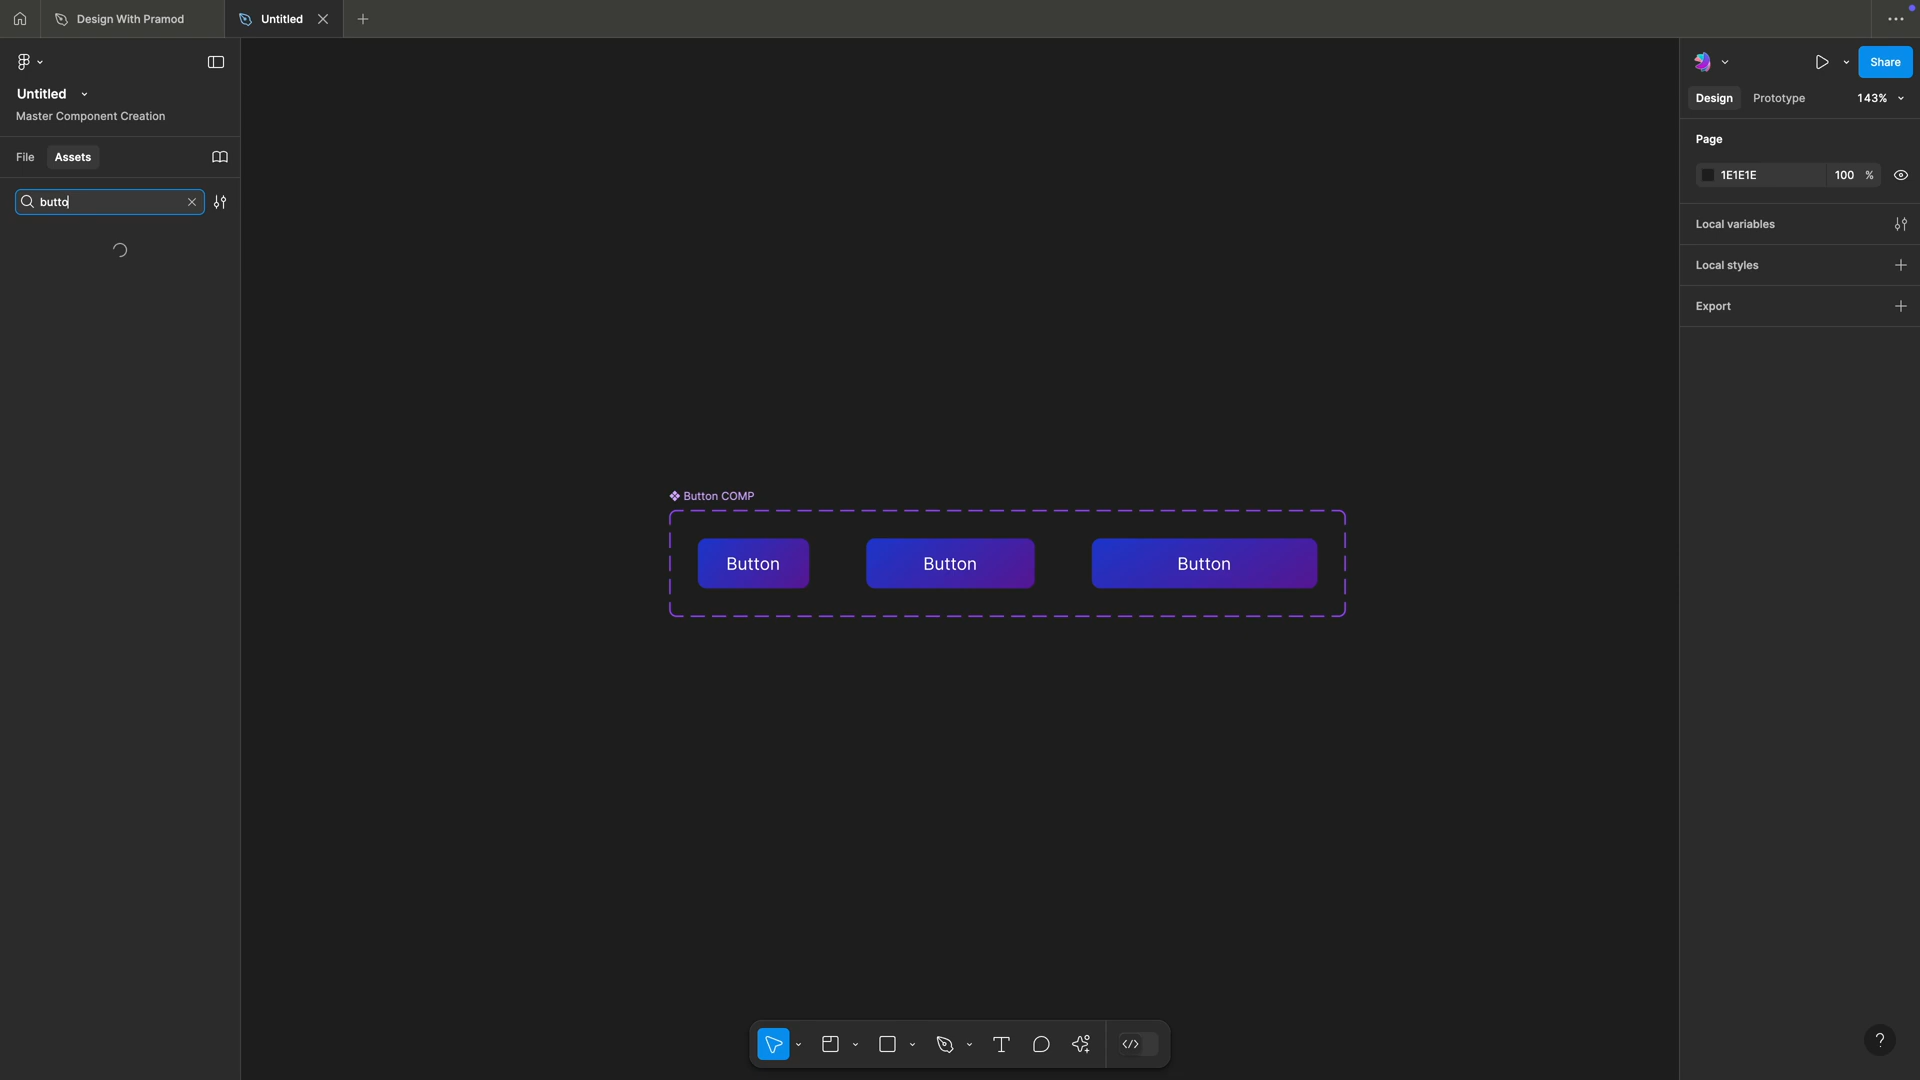 Design With Pramod
Untitled
Untitled
Master Component Creation
File
Assets
butto
Button COMP
Button
Button
Button
Share
Design
Prototype
143%
Page
1E1E1E
100 %
Local variables
Local styles
Export
?